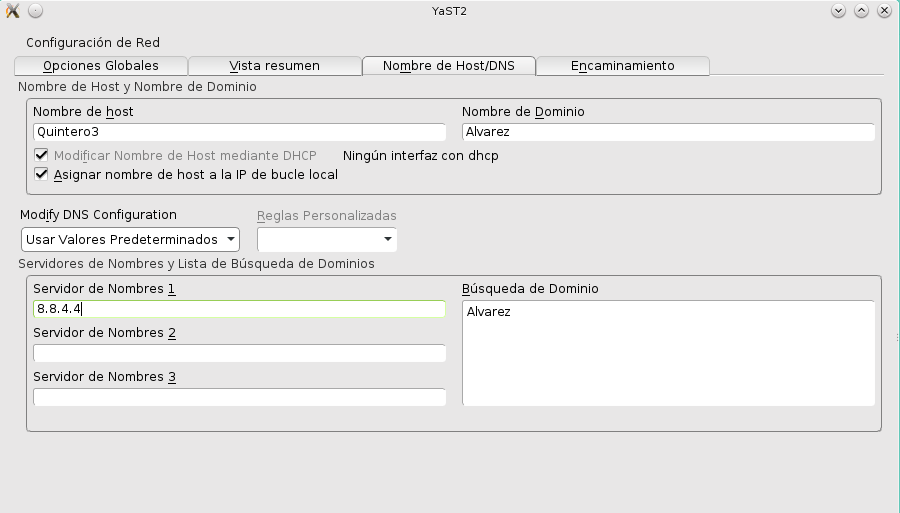 YaST2
Configuración de Red
Opciones Globales
Vista resumen
Nombre de Host/DNS
Encaminamiento
Nombre de Host y Nombre de Dominio
Nombre de host
Nombre de Dominio
Quintero3
Alvarez
Modificar Nombre de Host mediante DHCP
Ningún interfaz con dhcp
Asignar nombre de host a la IP de bucle local
Modify DNS Configuration
Reglas Personalizadas
Usar Valores Predeterminados
Servidores de Nombres y Lista de Búsqueda de Dominios
Servidor de Nombres 1
Búsqueda de Dominio
8.8.4.4
Alvarez
Servidor de Nombres 2
Servidor de Nombres 3